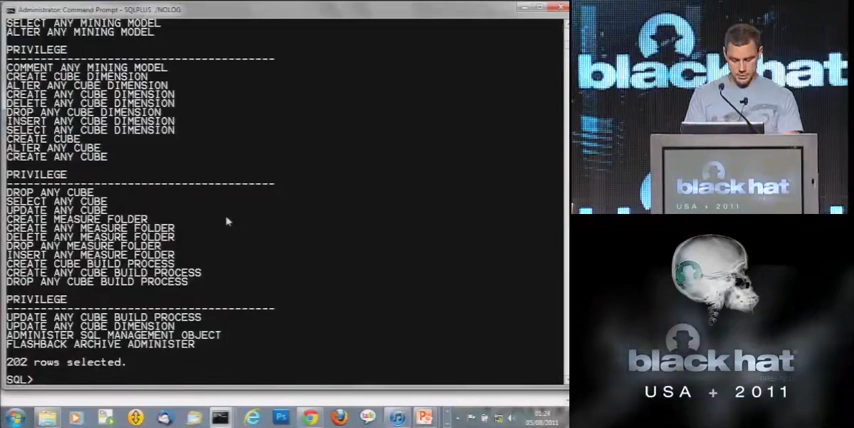 Administrator: Command Prompt - SQLPLUS /NOLOG
SELECT ANY MINING MODEL
ALTER ANY MINING MODEL
PRIVILEGE
----------------------------------------
COMMENT ANY MINING MODEL
CREATE CUBE DIMENSION
ALTER ANY CUBE DIMENSION
CREATE ANY CUBE DIMENSION
DELETE ANY CUBE DIMENSION
DROP ANY CUBE DIMENSION
INSERT ANY CUBE DIMENSION
SELECT ANY CUBE DIMENSION
CREATE CUBE
ALTER ANY CUBE
CREATE ANY CUBE
PRIVILEGE
----------------------------------------
DROP ANY CUBE
SELECT ANY CUBE
UPDATE ANY CUBE
CREATE MEASURE FOLDER
CREATE ANY MEASURE FOLDER
DELETE ANY MEASURE FOLDER
DROP ANY MEASURE FOLDER
INSERT ANY MEASURE FOLDER
CREATE CUBE BUILD PROCESS
CREATE ANY CUBE BUILD PROCESS
DROP ANY CUBE BUILD PROCESS
PRIVILEGE
----------------------------------------
UPDATE ANY CUBE BUILD PROCESS
UPDATE ANY CUBE DIMENSION
ADMINISTER SQL MANAGEMENT OBJECT
FLASHBACK ARCHIVE ADMINISTER
202 rows selected.
SQL>
01:24
05/08/2011
black hat
black hat
USA + 2011
black hat
USA + 2011